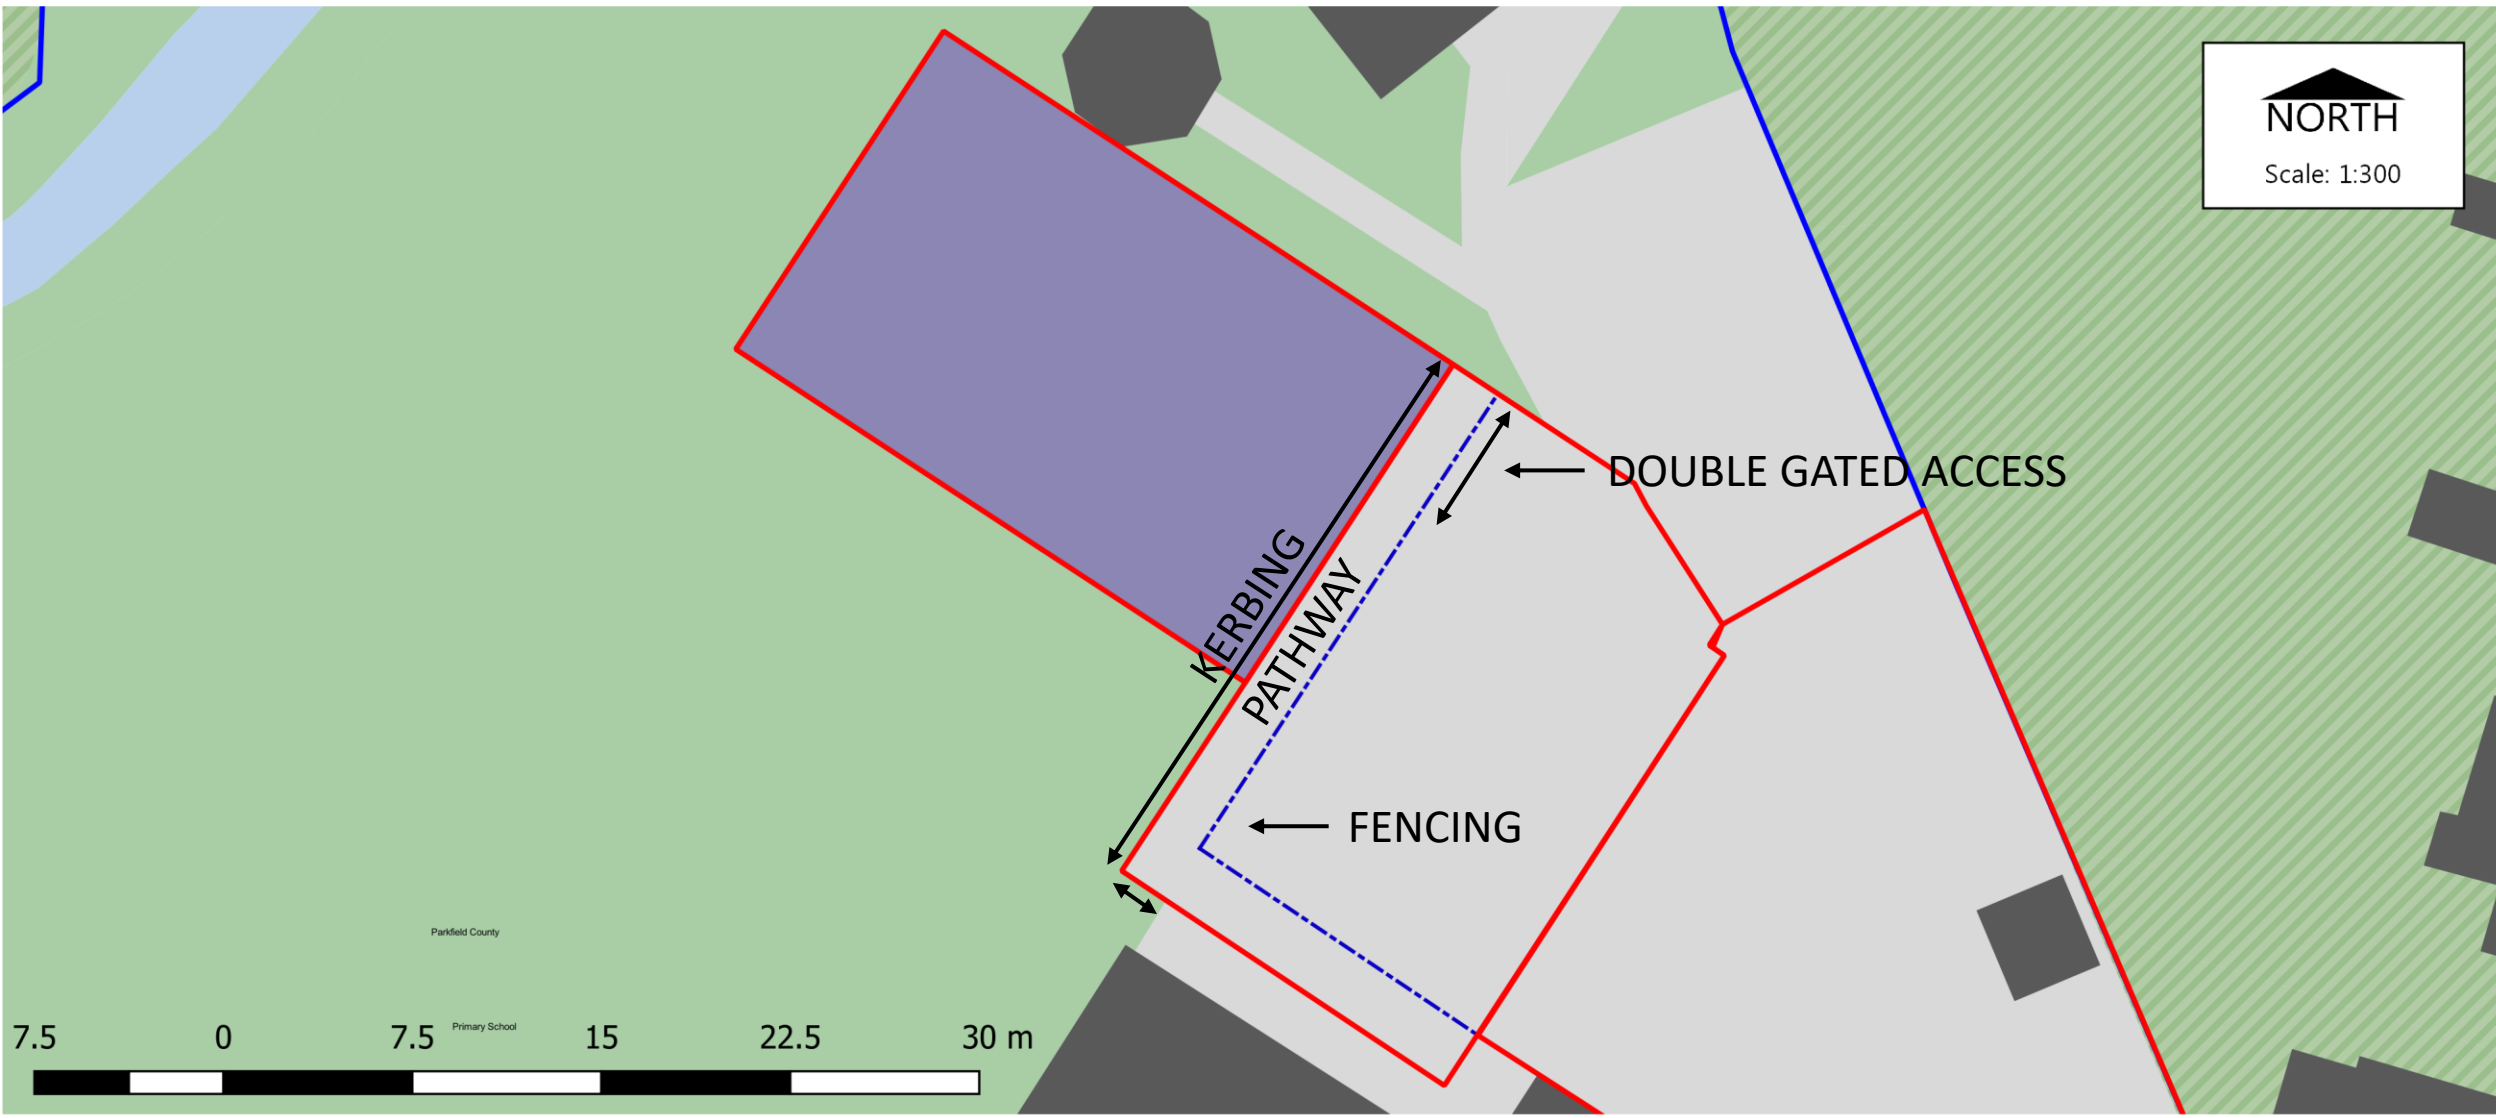 NORTH
Scale: 1:300
DOUBLE GATED ACCESS
KERBING
PATHWAY
FENCING
Parkfield County
Primary School
7.5 0 7.5 15 22.5 30 m